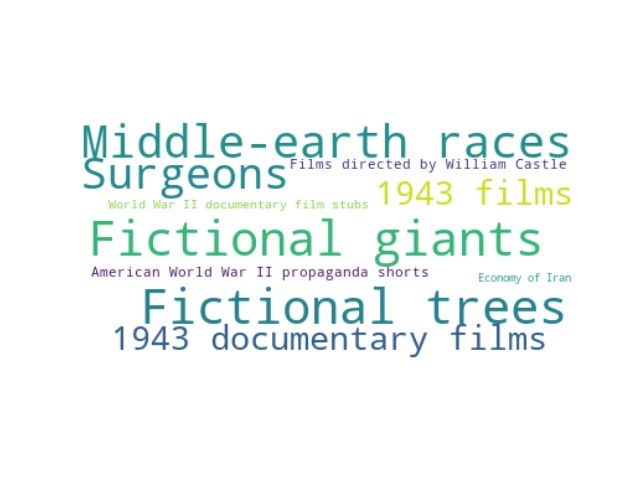 Middle-earth races
Films directed by William Castle
Surgeons
1943 films
World War II documentary film stubs
Fictional giants
American World War II propaganda shorts
Economy of Iran
Fictional trees
1943 documentary films